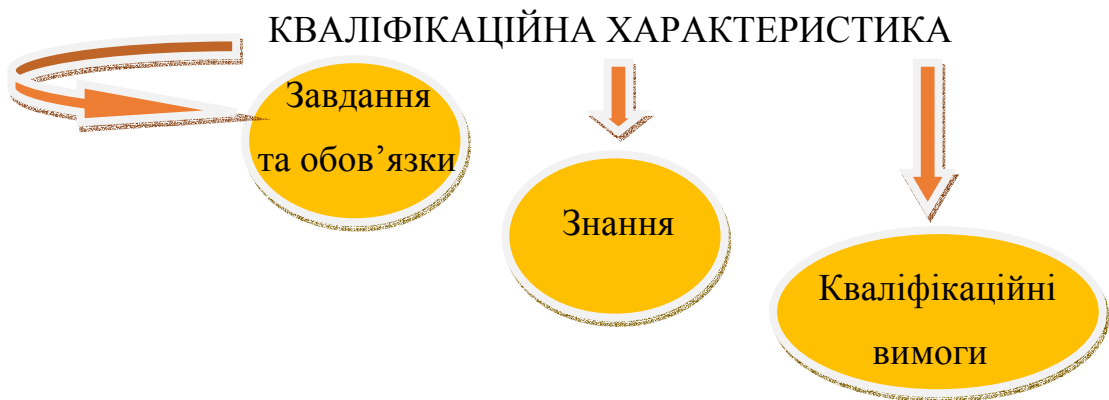 КВАЛІФІКАЦІЙНА ХАРАКТЕРИСТИКА
Завдання
та обов’язки
Знання
Кваліфікаційні
вимоги